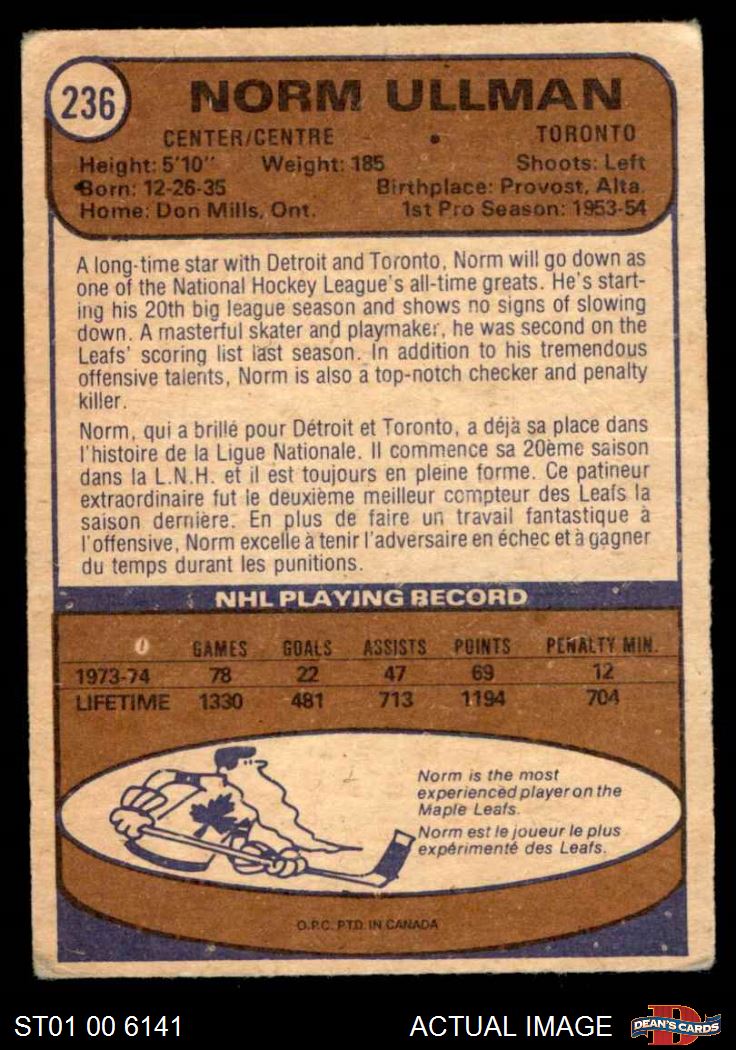 236
NORM ULLMAN
CENTER/CENTRE • TORONTO
Height: 5'10" Weight: 185 Shoots: Left
Born: 12-26-35 Birthplace: Provost, Alta.
Home: Don Mills, Ont. 1st Pro Season: 1953-54
A long-time star with Detroit and Toronto, Norm will go down as
one of the National Hockey League's all-time greats. He's start-
ing his 20th big league season and shows no signs of slowing
down. A masterful skater and playmaker, he was second on the
Leafs' scoring list last season. In addition to his tremendous
offensive talents, Norm is also a top-notch checker and penalty
killer.
Norm, qui a brillé pour Détroit et Toronto, a déjà sa place dans
l'histoire de la Ligue Nationale. Il commence sa 20ème saison
dans la L.N.H. et il est toujours en pleine forme. Ce patineur
extraordinaire fut le deuxième meilleur compteur des Leafs la
saison dernière. En plus de faire un travail fantastique à
l'offensive, Norm excelle à tenir l'adversaire en échec et à gagner
du temps durant les punitions.
NHL PLAYING RECORD
GAMES GOALS ASSISTS POINTS PENALTY MIN.
1973-74 78 22 47 69 12
LIFETIME 1330 481 713 1194 704
Norm is the most
experienced player on the
Maple Leafs.
Norm est le joueur le plus
expérimenté des Leafs.
O.P.C. PTD. IN CANADA
ST01 00 6141 ACTUAL IMAGE DEAN'S CARDS